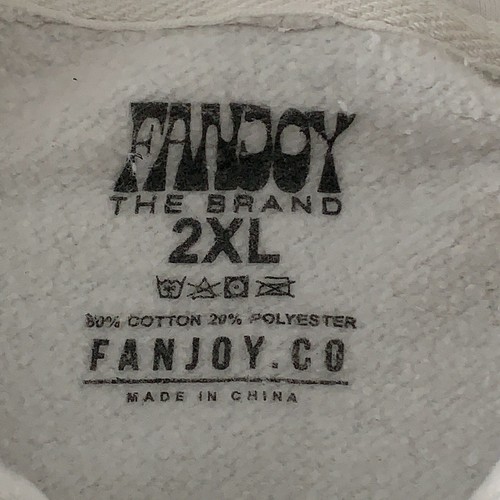 FANJOY
THE BRAND
2XL
80% COTTON 20% POLYESTER
FANJOY.CO
MADE IN CHINA